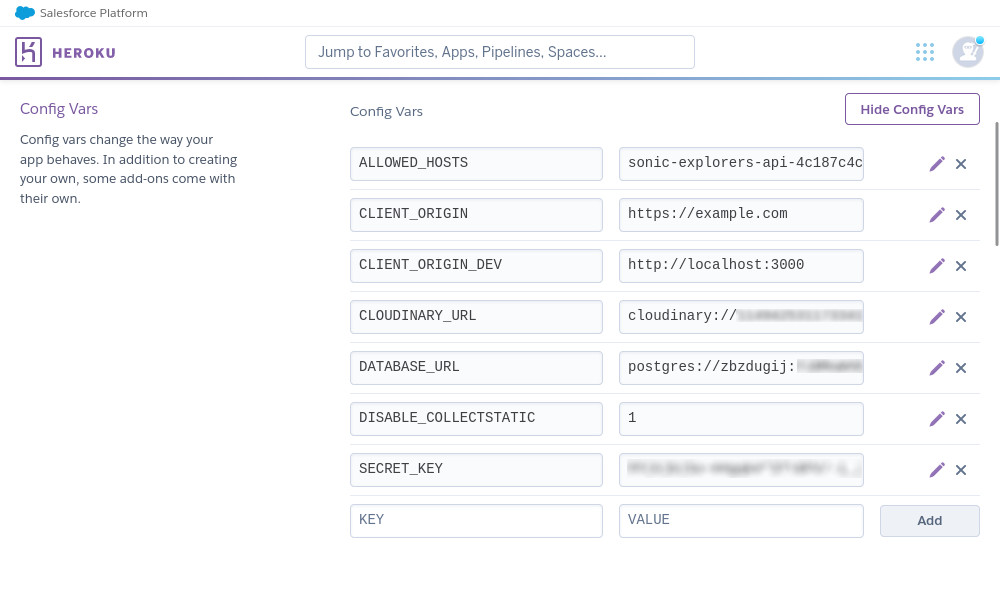 Salesforce Platform
HEROKU
Jump to Favorites, Apps, Pipelines, Spaces...
Config Vars
Config vars change the way your
app behaves. In addition to creating
your own, some add-ons come with
their own.
Config Vars
Hide Config Vars
ALLOWED_HOSTS sonic-explorers-api-4c187c4c
CLIENT_ORIGIN https://example.com
CLIENT_ORIGIN_DEV http://localhost:3000
CLOUDINARY_URL cloudinary://
DATABASE_URL postgres://zbzdugij:
DISABLE_COLLECTSTATIC 1
SECRET_KEY
KEY VALUE Add